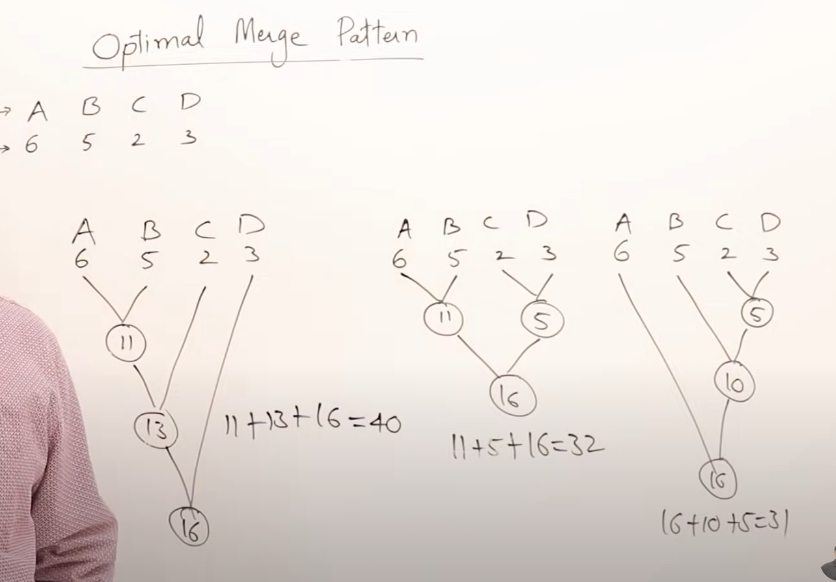 Optimal Merge Pattern
→ A B C D
→ 6 5 2 3
A B C D
6 5 2 3
11
13
16
11+13+16=40
A B C D
6 5 2 3
11 5
16
11+5+16=32
A B C D
6 5 2 3
5
10
16
16+10+5=31